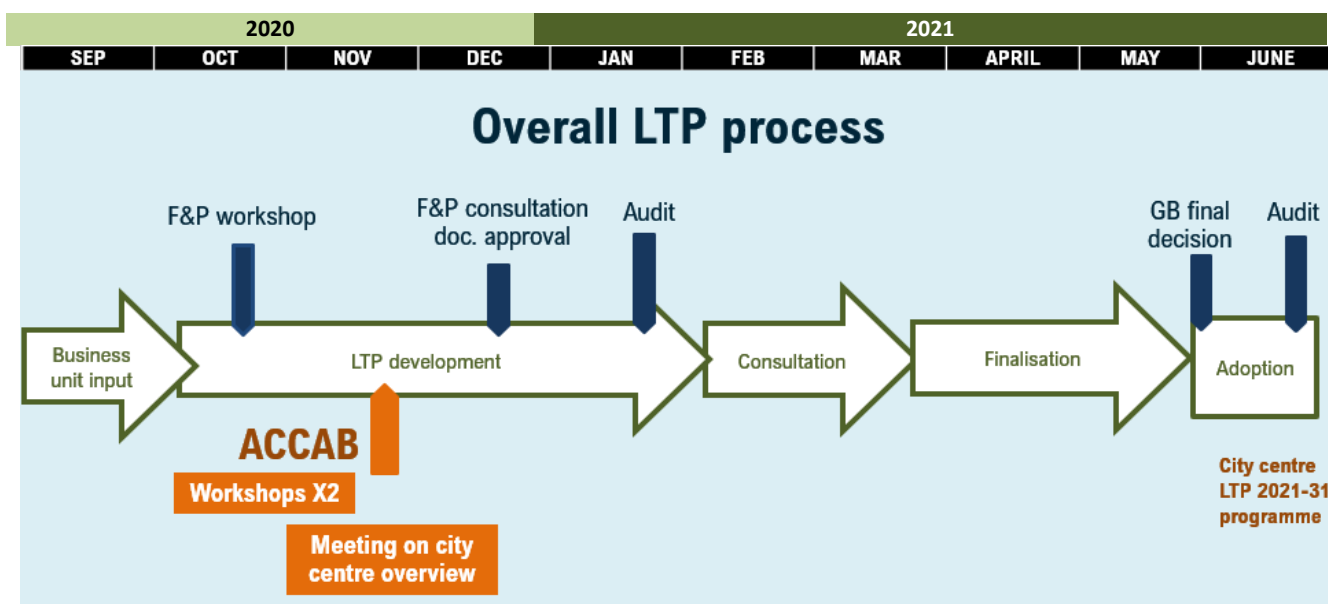 2020 2021
SEP OCT NOV DEC JAN FEB MAR APRIL MAY JUNE
Overall LTP process
F&P workshop
F&P consultation
doc. approval
Audit
GB final
decision
Audit
Business
unit input
LTP development
Consultation
Finalisation
Adoption
ACCAB
Workshops X2
Meeting on city
centre overview
City centre
LTP 2021-31
programme